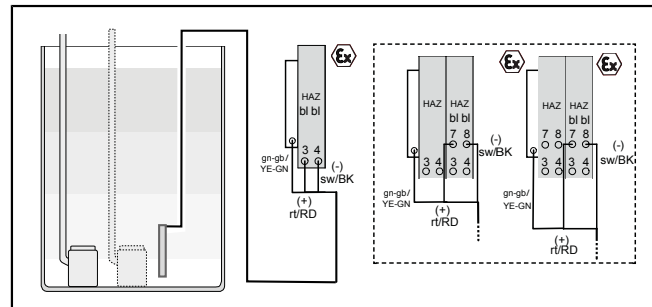 Ex
HAZ
bl bl
3 4
gn-gb/
YE-GN
(-)
sw/BK
(+)
rt/RD
HAZ
HAZ
bl bl
7 8
3 4
3 4
(-)
sw/BK
gn-gb/
YE-GN
(+)
rt/RD
Ex
Ex
HAZ
HAZ
bl bl
7 8
7 8
3 4
3 4
(-)
sw/BK
gn-gb/
YE-GN
(+)
rt/RD